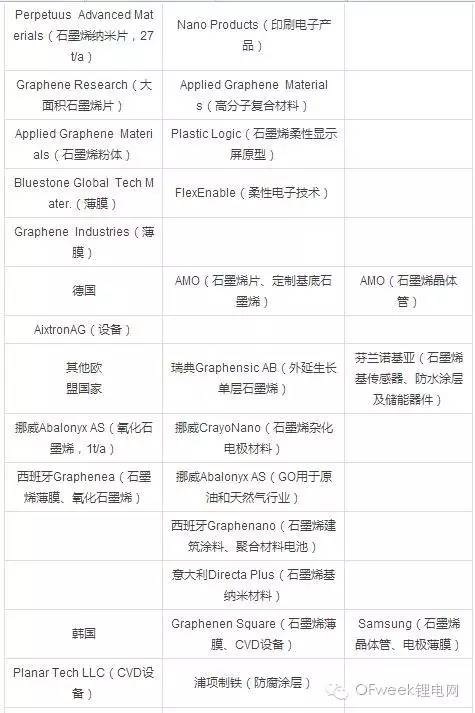 Perpetuus Advanced Mat
erials（石墨烯纳米片，27
t/a）
Nano Products（印刷电子产
品）
Graphene Research（大
面积石墨烯片）
Applied Graphene Material
s（高分子复合材料）
Applied Graphene Materi
als（石墨烯粉体）
Plastic Logic（石墨烯柔性显示
屏原型）
Bluestone Global Tech M
ater.（薄膜）
FlexEnable（柔性电子技术）
Graphene Industries（薄
膜）
德国
AMO（石墨烯片、定制基底石
墨烯）
AMO（石墨烯晶体
管）
AixtronAG（设备）
其他欧
盟国家
瑞典Graphensic AB（外延生长
单层石墨烯）
芬兰诺基亚（石墨烯
基传感器、防水涂层
及储能器件）
挪威Abalonyx AS（氧化石
墨烯，1t/a）
挪威CrayoNano（石墨烯杂化
电极材料）
西班牙Graphenea（石墨
烯薄膜、氧化石墨烯）
挪威Abalonyx AS（GO用于原
油和天然气行业）
西班牙Graphenano（石墨烯建
筑涂料、聚合材料电池）
意大利Directa Plus（石墨烯基
纳米材料）
韩国
Graphenen Square（石墨烯薄
膜、CVD设备）
Samsung（石墨烯
晶体管、电极薄膜）
Planar Tech LLC（CVD设
备）
浦项制铁（防腐涂层）
OFweek锂电网